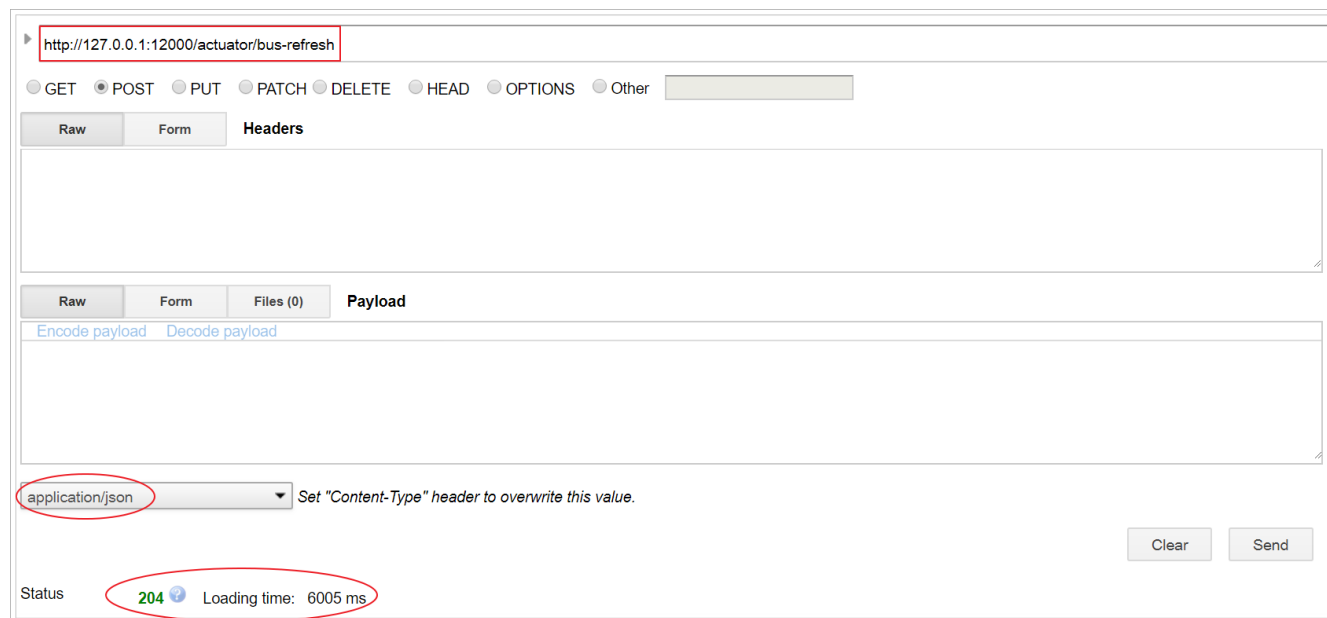 http://127.0.0.1:12000/actuator/bus-refresh
GET POST PUT PATCH DELETE HEAD OPTIONS Other
Raw Form Headers
Raw Form Files (0) Payload
Encode payload Decode payload
application/json Set "Content-Type" header to overwrite this value.
Clear Send
Status 204 ? Loading time: 6005 ms